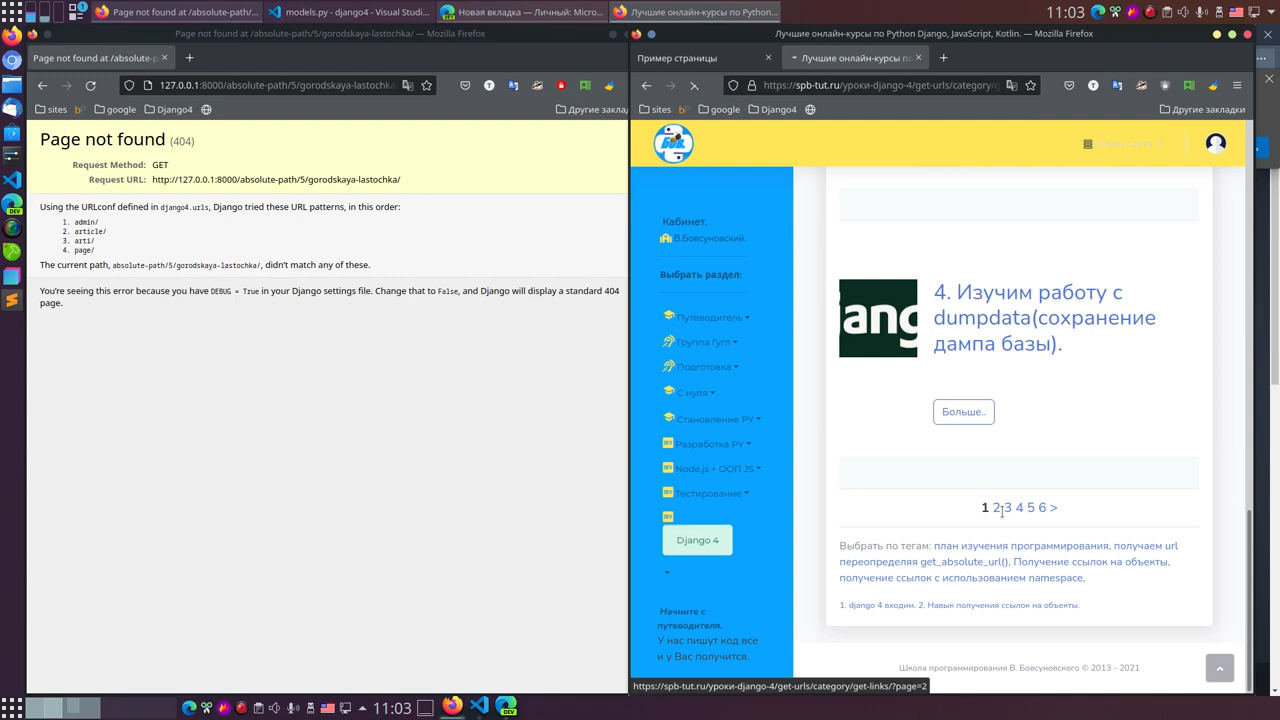 Page not found at /absolute-path/...
models.py - django4 - Visual Studi...
Новая вкладка — Личный: Micro...
Лучшие онлайн-курсы по Python...
11:03
Page not found at /absolute-path/5/gorodskaya-lastochka/ — Mozilla Firefox
Page not found at /absolute-p
127.0.0.1:8000/absolute-path/5/gorodskaya-lastochka
sites
google
Django4
Другие заклад
Page not found (404)
Request Method: GET
Request URL: http://127.0.0.1:8000/absolute-path/5/gorodskaya-lastochka/
Using the URLconf defined in django4.urls, Django tried these URL patterns, in this order:
1. admin/
2. article/
3. arti/
4. page/
The current path, absolute-path/5/gorodskaya-lastochka/, didn’t match any of these.
You’re seeing this error because you have DEBUG = True in your Django settings file. Change that to False, and Django will display a standard 404
page.
Лучшие онлайн-курсы по Python Django, JavaScript, Kotlin. — Mozilla Firefox
Пример страницы
Лучшие онлайн-курсы по
https://spb-tut.ru/уроки-django-4/get-urls/category/g
sites
google
Django4
Другие закладки
Кабинет.
В.Бовсуновский.
Выбрать раздел:
Путеводитель
Группа Гугл
Подготовка
С нуля
Становление PY
Разработка PY
Node.js + ООП JS
Тестирование
Django 4
Начните с
путеводителя.
У нас пишут код все
и у Вас получится.
4. Изучим работу с
dumpdata(сохранение
дампа базы).
Больше..
1 2 3 4 5 6 >
Выбрать по тегам: план изучения программирования, получаем url
переопределяя get_absolute_url(), Получение ссылок на объекты,
получение ссылок с использованием namespace,
1. django 4 входим. 2. Навык получения ссылок на объекты.
Школа программирования В. Бовсуновского © 2013 - 2021
https://spb-tut.ru/уроки-django-4/get-urls/category/get-links/?page=2
11:03